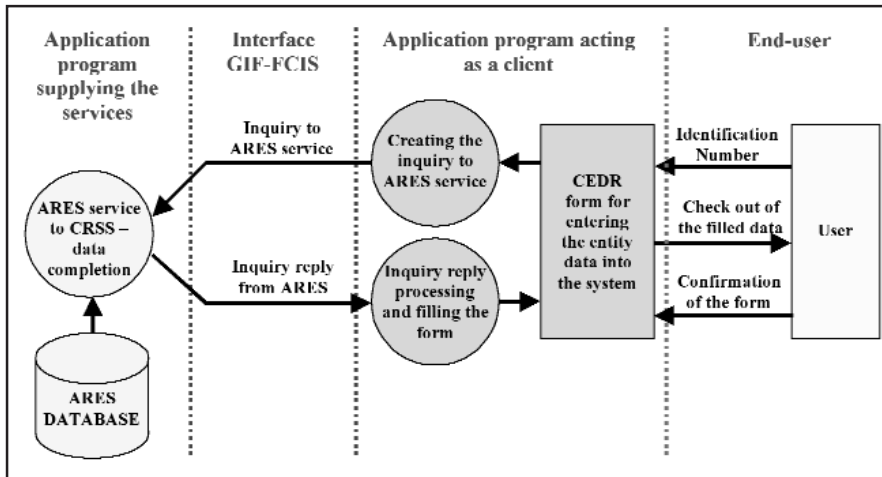 Application
program
supplying the
services
Interface
GIF-FCIS
Application program acting
as a client
End-user
Inquiry to
ARES service
Creating the
inquiry to
ARES service
Identification
Number
ARES service
to CRSS –
data
completion
CEDR
form for
entering
the entity
data into
the system
Check out of
the filled data
User
Inquiry reply
from ARES
Inquiry reply
processing
and filling the
form
Confirmation
of the form
ARES
DATABASE